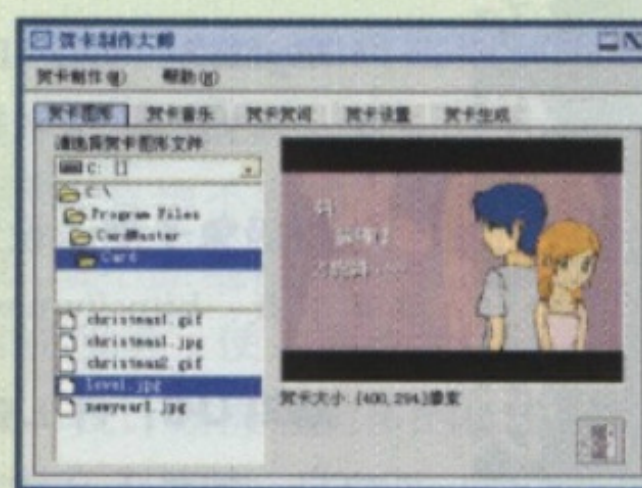 贺卡制作大师
贺卡制作(M) 帮助(H)
贺卡图形 贺卡音乐 贺卡贺词 贺卡设置 贺卡生成
请选择贺卡图形文件
C: []
C:\
Program Files
CardMaster
Card
christmas1.gif
christmas1.jpg
christmas2.gif
love1.jpg
newyear1.jpg
贺卡大小:[400,294]像素